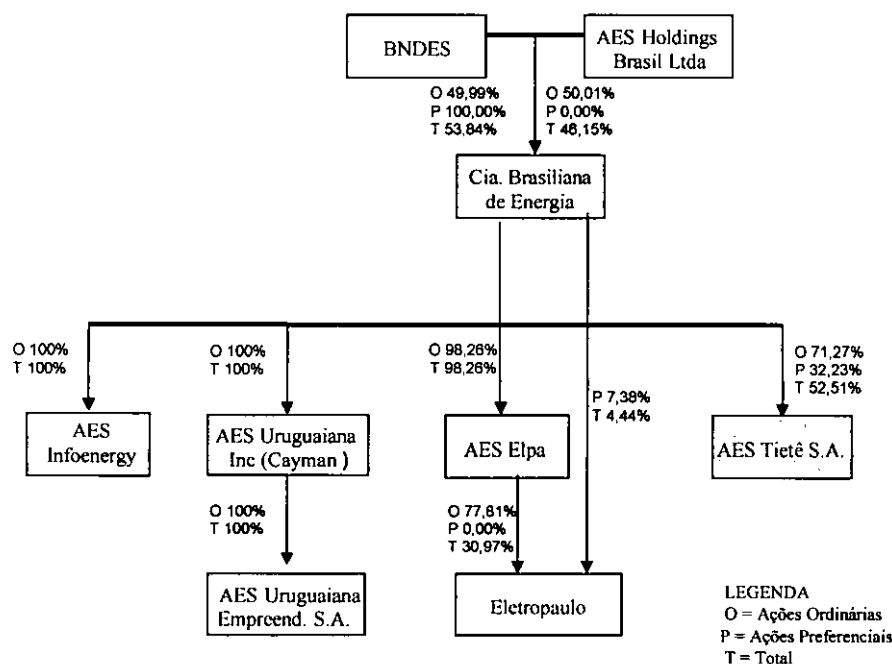 BNDES
AES Holdings
Brasil Ltda
O 49,99%
P 100,00%
T 53,84%
O 50,01%
P 0,00%
T 46,15%
Cia. Brasiliana
de Energia
O 100%
T 100%
O 100%
T 100%
O 98,26%
T 98,26%
P 7,38%
T 4,44%
O 71,27%
P 32,23%
T 52,51%
AES
Infoenergy
AES Uruguaiana
Inc (Cayman )
AES Elpa
AES Tietê S.A.
O 100%
T 100%
O 77,81%
P 0,00%
T 30,97%
AES Uruguaiana
Empreend. S.A.
Eletropaulo
LEGENDA
O = Ações Ordinárias
P = Ações Preferenciais
T = Total